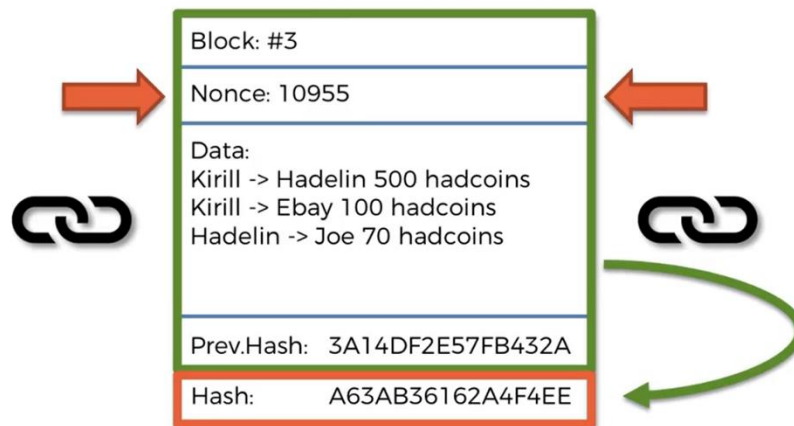 Block: #3
Nonce: 10955
Data:
Kirill -> Hadelin 500 hadcoins
Kirill -> Ebay 100 hadcoins
Hadelin -> Joe 70 hadcoins
Prev.Hash: 3A14DF2E57FB432A
Hash: A63AB36162A4F4EE